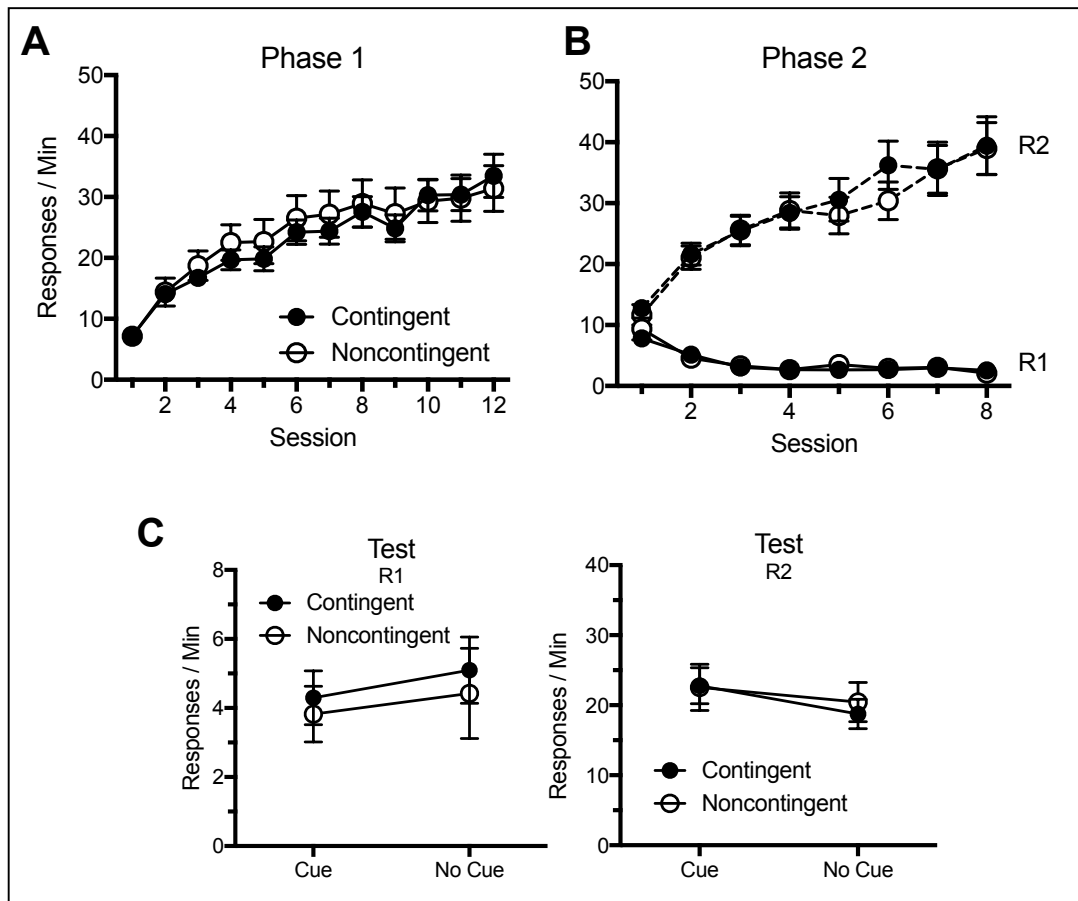 A
Phase 1
Responses / Min
50
40
30
20
10
0
Contingent
Noncontingent
2 4 6 8 10 12
Session
B
Phase 2
50
40
30
20
10
0
R2
R1
2 4 6 8
Session
C
Test
R1
Responses / Min
8
6
4
2
0
Contingent
Noncontingent
Cue No Cue
Test
R2
Responses / Min
40
30
20
10
0
Contingent
Noncontingent
Cue No Cue